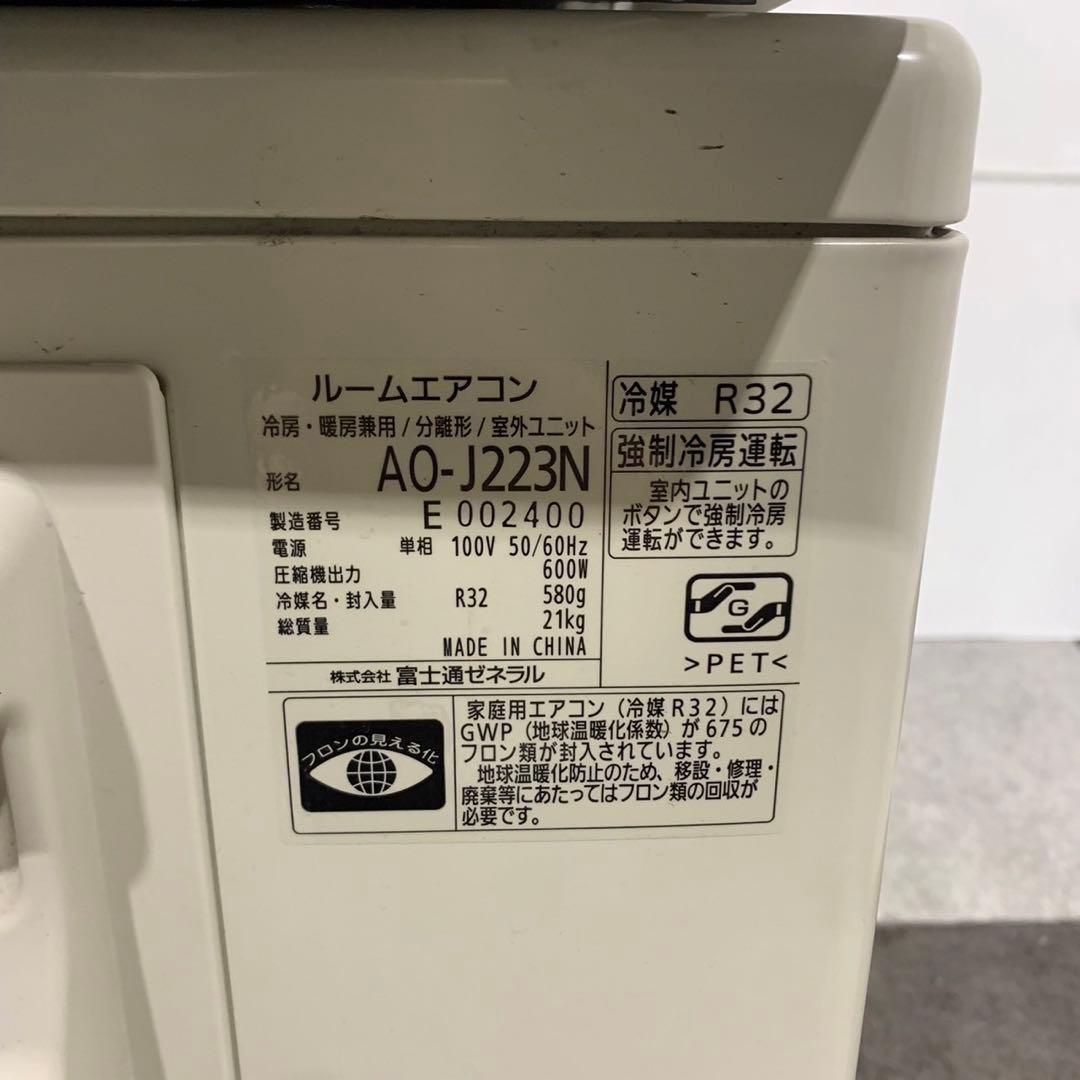 ルームエアコン
冷房・暖房兼用/分離形/室外ユニット
形名 AO-J223N
製造番号 E 002400
電源 単相 100V 50/60Hz
圧縮機出力 600W
冷媒名・封入量 R32 580g
総質量 21kg
MADE IN CHINA
株式会社 富士通ゼネラル
冷媒 R32
強制冷房運転
室内ユニットの
ボタンで強制冷房
運転ができます。
G
>PET<
フロンの見える化
家庭用エアコン(冷媒R32)には
GWP(地球温暖化係数)が675の
フロン類が封入されています。
地球温暖化防止のため、移設・修理・
廃棄等にあたってはフロン類の回収が
必要です。